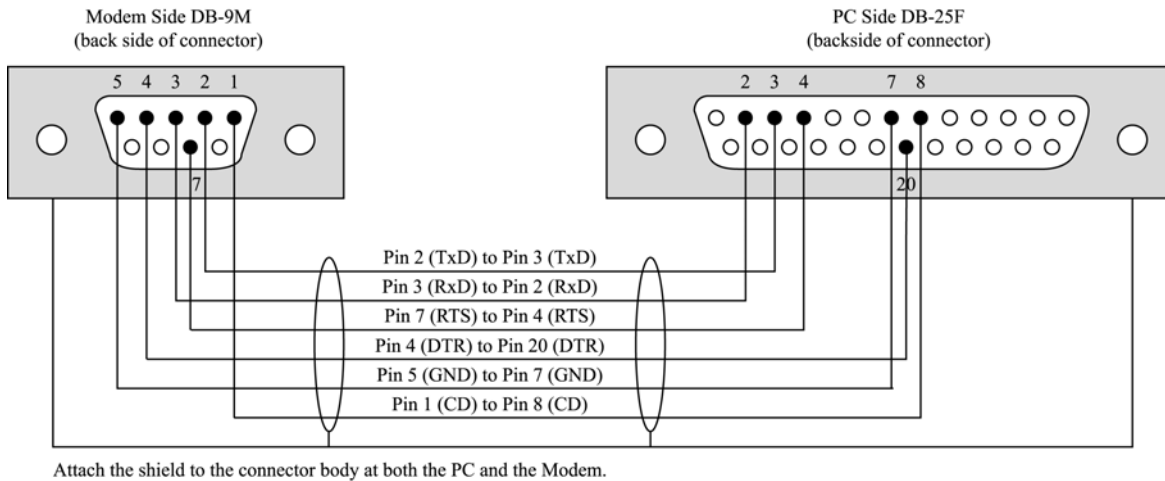 Modem Side DB-9M
(back side of connector)
PC Side DB-25F
(backside of connector)
5 4 3 2 1
2 3 4 7 8
7
20
Pin 2 (TxD) to Pin 3 (TxD)
Pin 3 (RxD) to Pin 2 (RxD)
Pin 7 (RTS) to Pin 4 (RTS)
Pin 4 (DTR) to Pin 20 (DTR)
Pin 5 (GND) to Pin 7 (GND)
Pin 1 (CD) to Pin 8 (CD)
Attach the shield to the connector body at both the PC and the Modem.